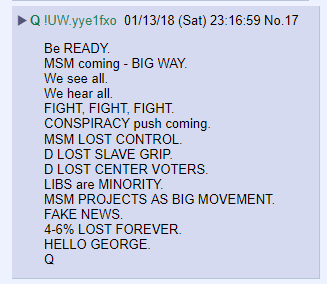 ▶ Q !UW.yye1fxo 01/13/18 (Sat) 23:16:59 No.17
Be READY.
MSM coming - BIG WAY.
We see all.
We hear all.
FIGHT, FIGHT, FIGHT.
CONSPIRACY push coming.
MSM LOST CONTROL.
D LOST SLAVE GRIP.
D LOST CENTER VOTERS.
LIBS are MINORITY.
MSM PROJECTS AS BIG MOVEMENT.
FAKE NEWS.
4-6% LOST FOREVER.
HELLO GEORGE.
Q